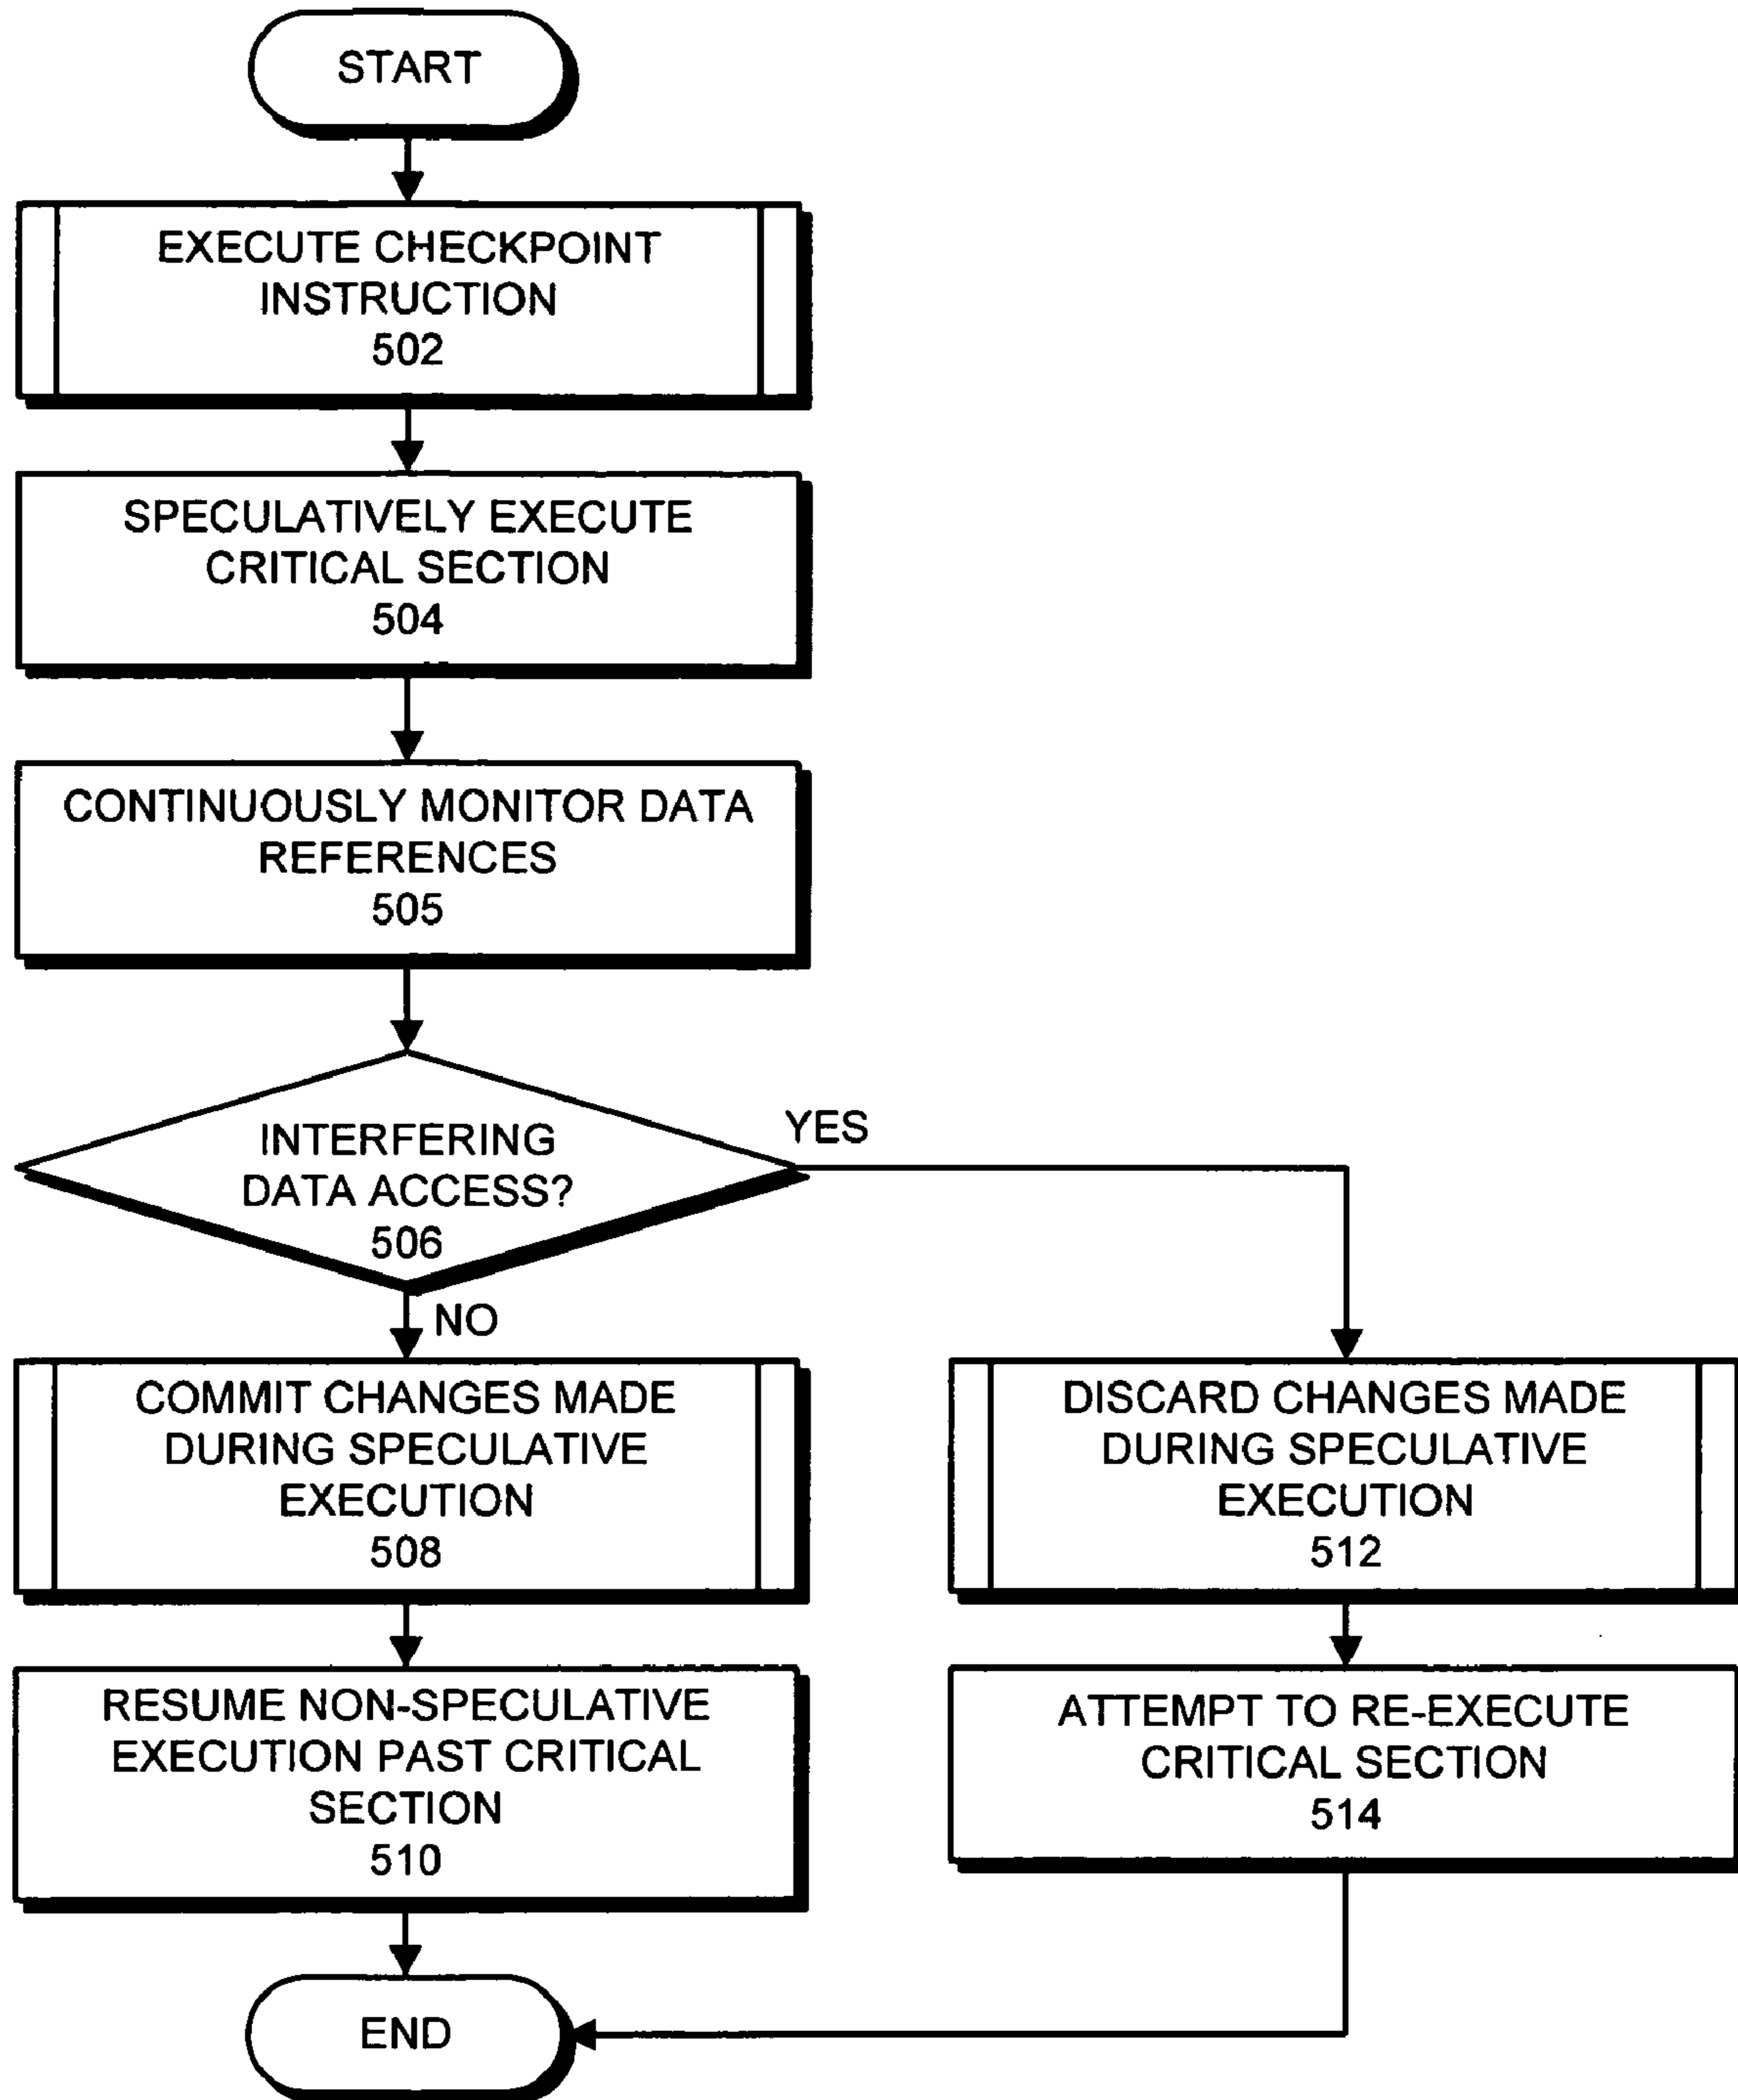 START
EXECUTE CHECKPOINT
INSTRUCTION
502
SPECULATIVELY EXECUTE
CRITICAL SECTION
504
CONTINUOUSLY MONITOR DATA
REFERENCES
505
INTERFERING
DATA ACCESS?
506
YES
NO
COMMIT CHANGES MADE
DURING SPECULATIVE
EXECUTION
508
DISCARD CHANGES MADE
DURING SPECULATIVE
EXECUTION
512
RESUME NON-SPECULATIVE
EXECUTION PAST CRITICAL
SECTION
510
ATTEMPT TO RE-EXECUTE
CRITICAL SECTION
514
END